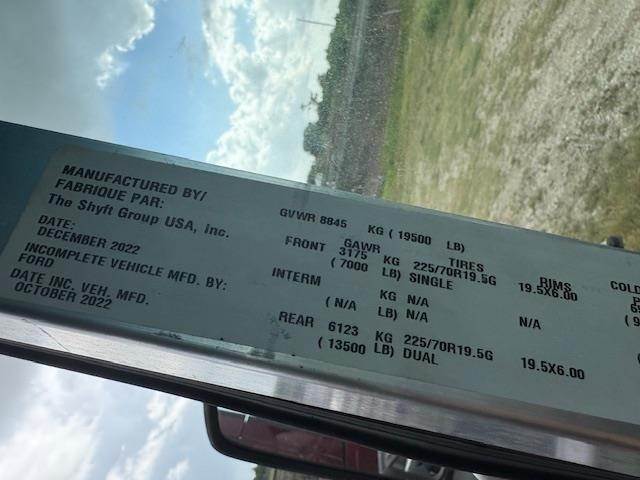 MANUFACTURED BY/
FABRIQUE PAR:
The Shyft Group USA, Inc.
DATE:
DECEMBER 2022
INCOMPLETE VEHICLE MFD. BY:
FORD
DATE INC. VEH. MFD.
OCTOBER 2022
GVWR 8845 KG ( 19500 LB)
GAWR TIRES RIMS COLD
FRONT 3175 KG 225/70R19.5G 19.5X6.00
( 7000 LB) SINGLE
INTERM KG N/A N/A
( N/A LB) N/A
REAR 6123 KG 225/70R19.5G 19.5X6.00
( 13500 LB) DUAL